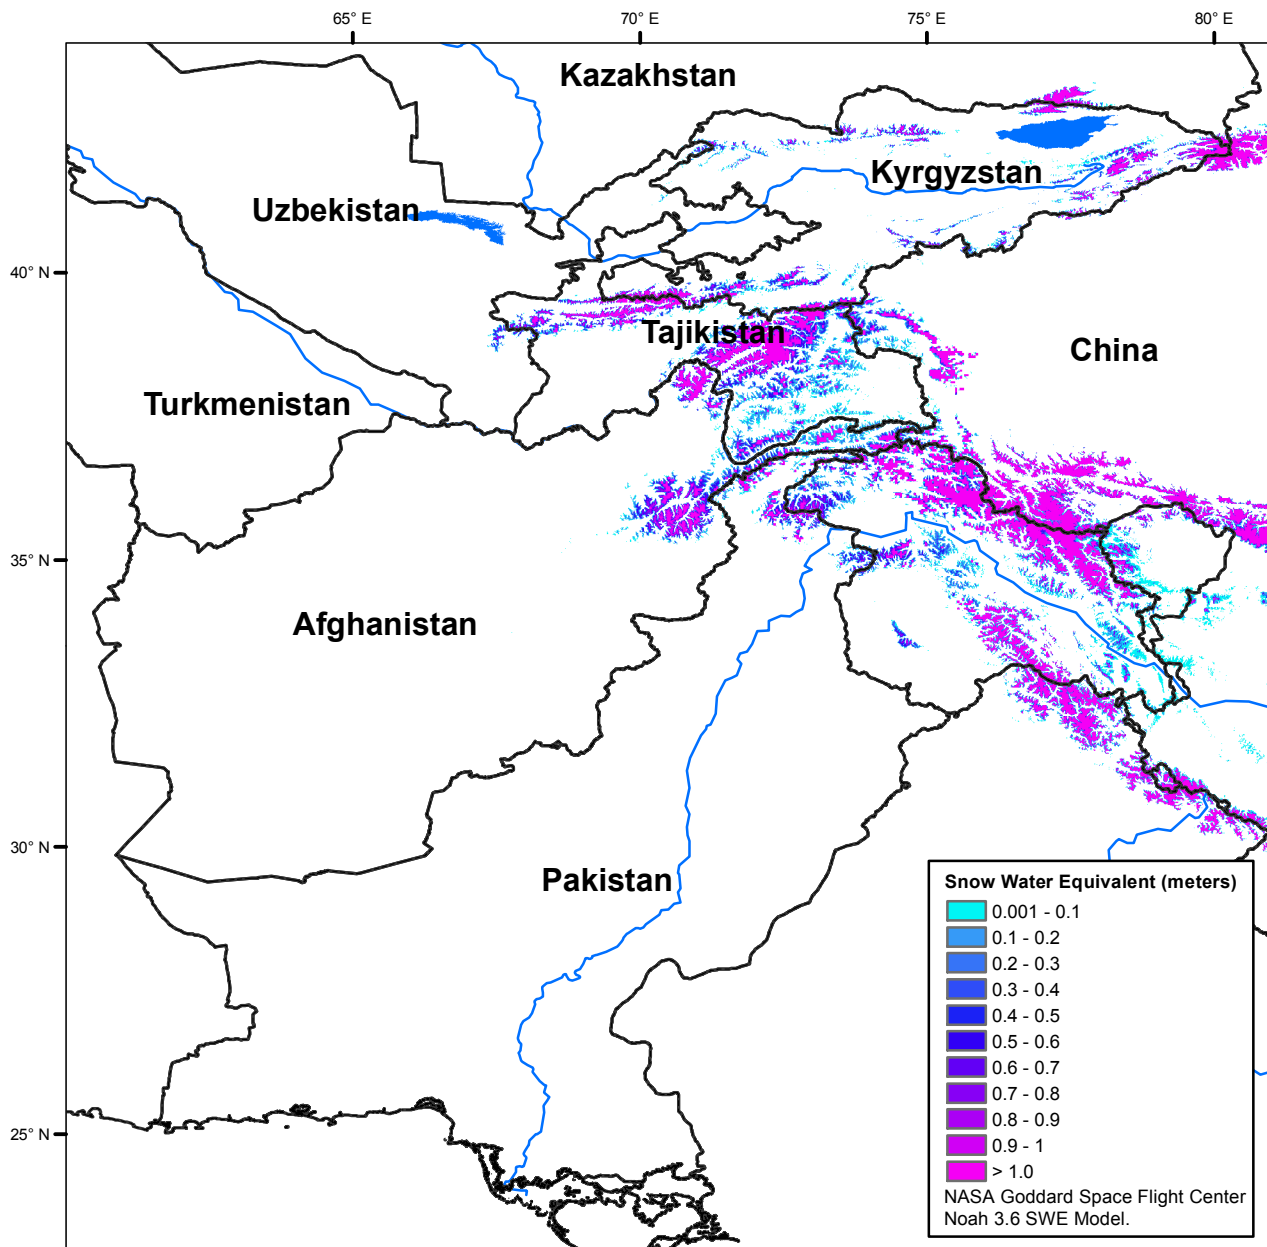 65° E
70° E
75° E
80° E
Kazakhstan
Kyrgyzstan
Uzbekistan
40° N
Tajikistan
China
Turkmenistan
35° N
Afghanistan
30° N
Pakistan
25° N
Snow Water Equivalent (meters)
0.001 - 0.1
0.1 - 0.2
0.2 - 0.3
0.3 - 0.4
0.4 - 0.5
0.5 - 0.6
0.6 - 0.7
0.7 - 0.8
0.8 - 0.9
0.9 - 1
> 1.0
NASA Goddard Space Flight Center
Noah 3.6 SWE Model.